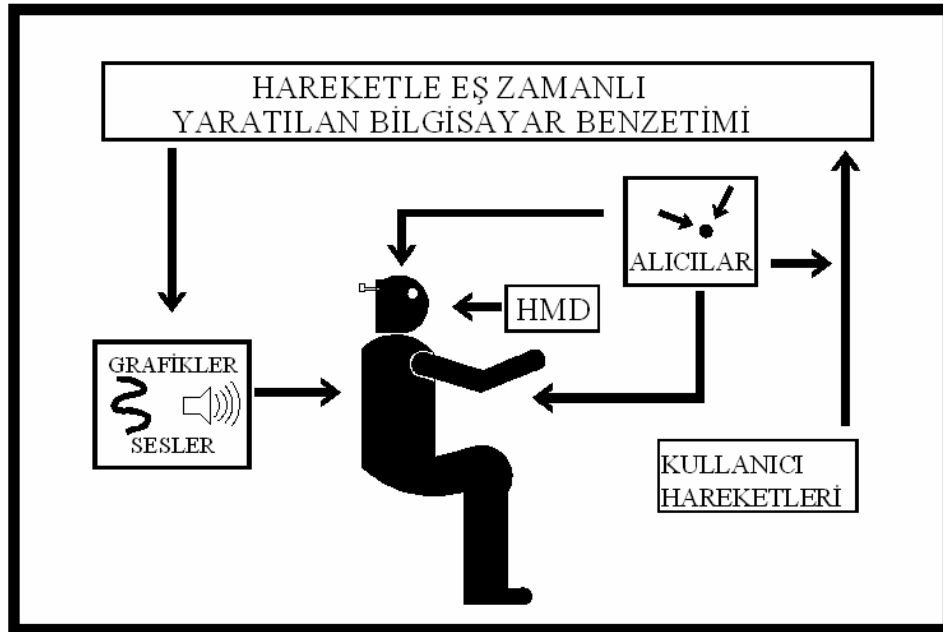 HAREKETLE EŞ ZAMANLI
YARATILAN BİLGİSAYAR BENZETİMİ
ALICILAR
HMD
GRAFİKLER
SESLER
KULLANICI
HAREKETLERİ